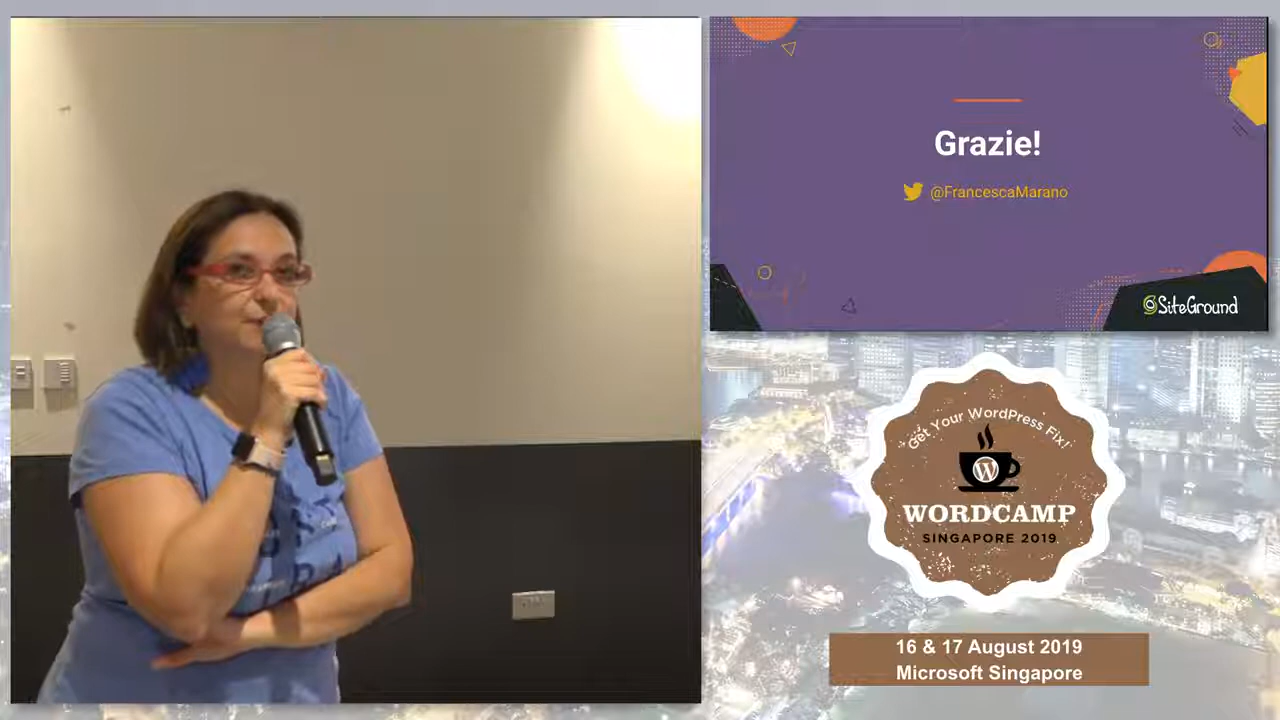 Grazie!
@FrancescaMarano
SiteGround
Get Your WordPress Fix!
W
WORDCAMP
SINGAPORE 2019
16 & 17 August 2019
Microsoft Singapore